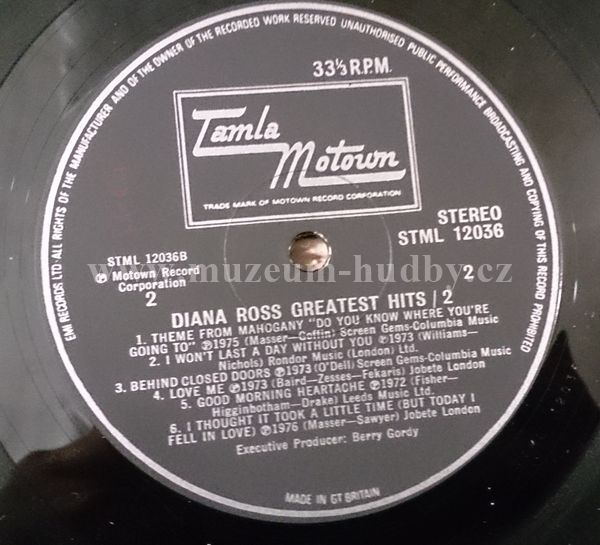 EMI RECORDS LTD·ALL RIGHTS OF THE MANUFACTURER AND OF THE OWNER OF THE RECORDED WORK RESERVED UNAUTHORISED PUBLIC PERFORMANCE BROADCASTING AND COPYING OF THIS RECORD PROHIBITED
33⅓ R.P.M.
Tamla
Motown
TRADE MARK OF MOTOWN RECORD CORPORATION
STEREO
STML 12036
STML 12036B
℗ Motown Record
Corporation
2
2
www.muzeum-hudby.cz
DIANA ROSS GREATEST HITS / 2
1. THEME FROM MAHOGANY "DO YOU KNOW WHERE YOU'RE
GOING TO" ℗1975 (Masser-Goffin) Screen Gems-Columbia Music
2. I WON'T LAST A DAY WITHOUT YOU ℗1973 (Williams-
Nichols) Rondor Music (London) Ltd.
3. BEHIND CLOSED DOORS ℗1973 (O'Dell) Screen Gems-Columbia Music
4. LOVE ME ℗1973 (Baird-Zesses-Fekaris) Jobete London
5. GOOD MORNING HEARTACHE ℗1972 (Fisher-
Higginbotham-Drake) Leeds Music Ltd.
6. I THOUGHT IT TOOK A LITTLE TIME (BUT TODAY I
FELL IN LOVE) ℗1976 (Masser-Sawyer) Jobete London
Executive Producer: Berry Gordy
MADE IN GT BRITAIN